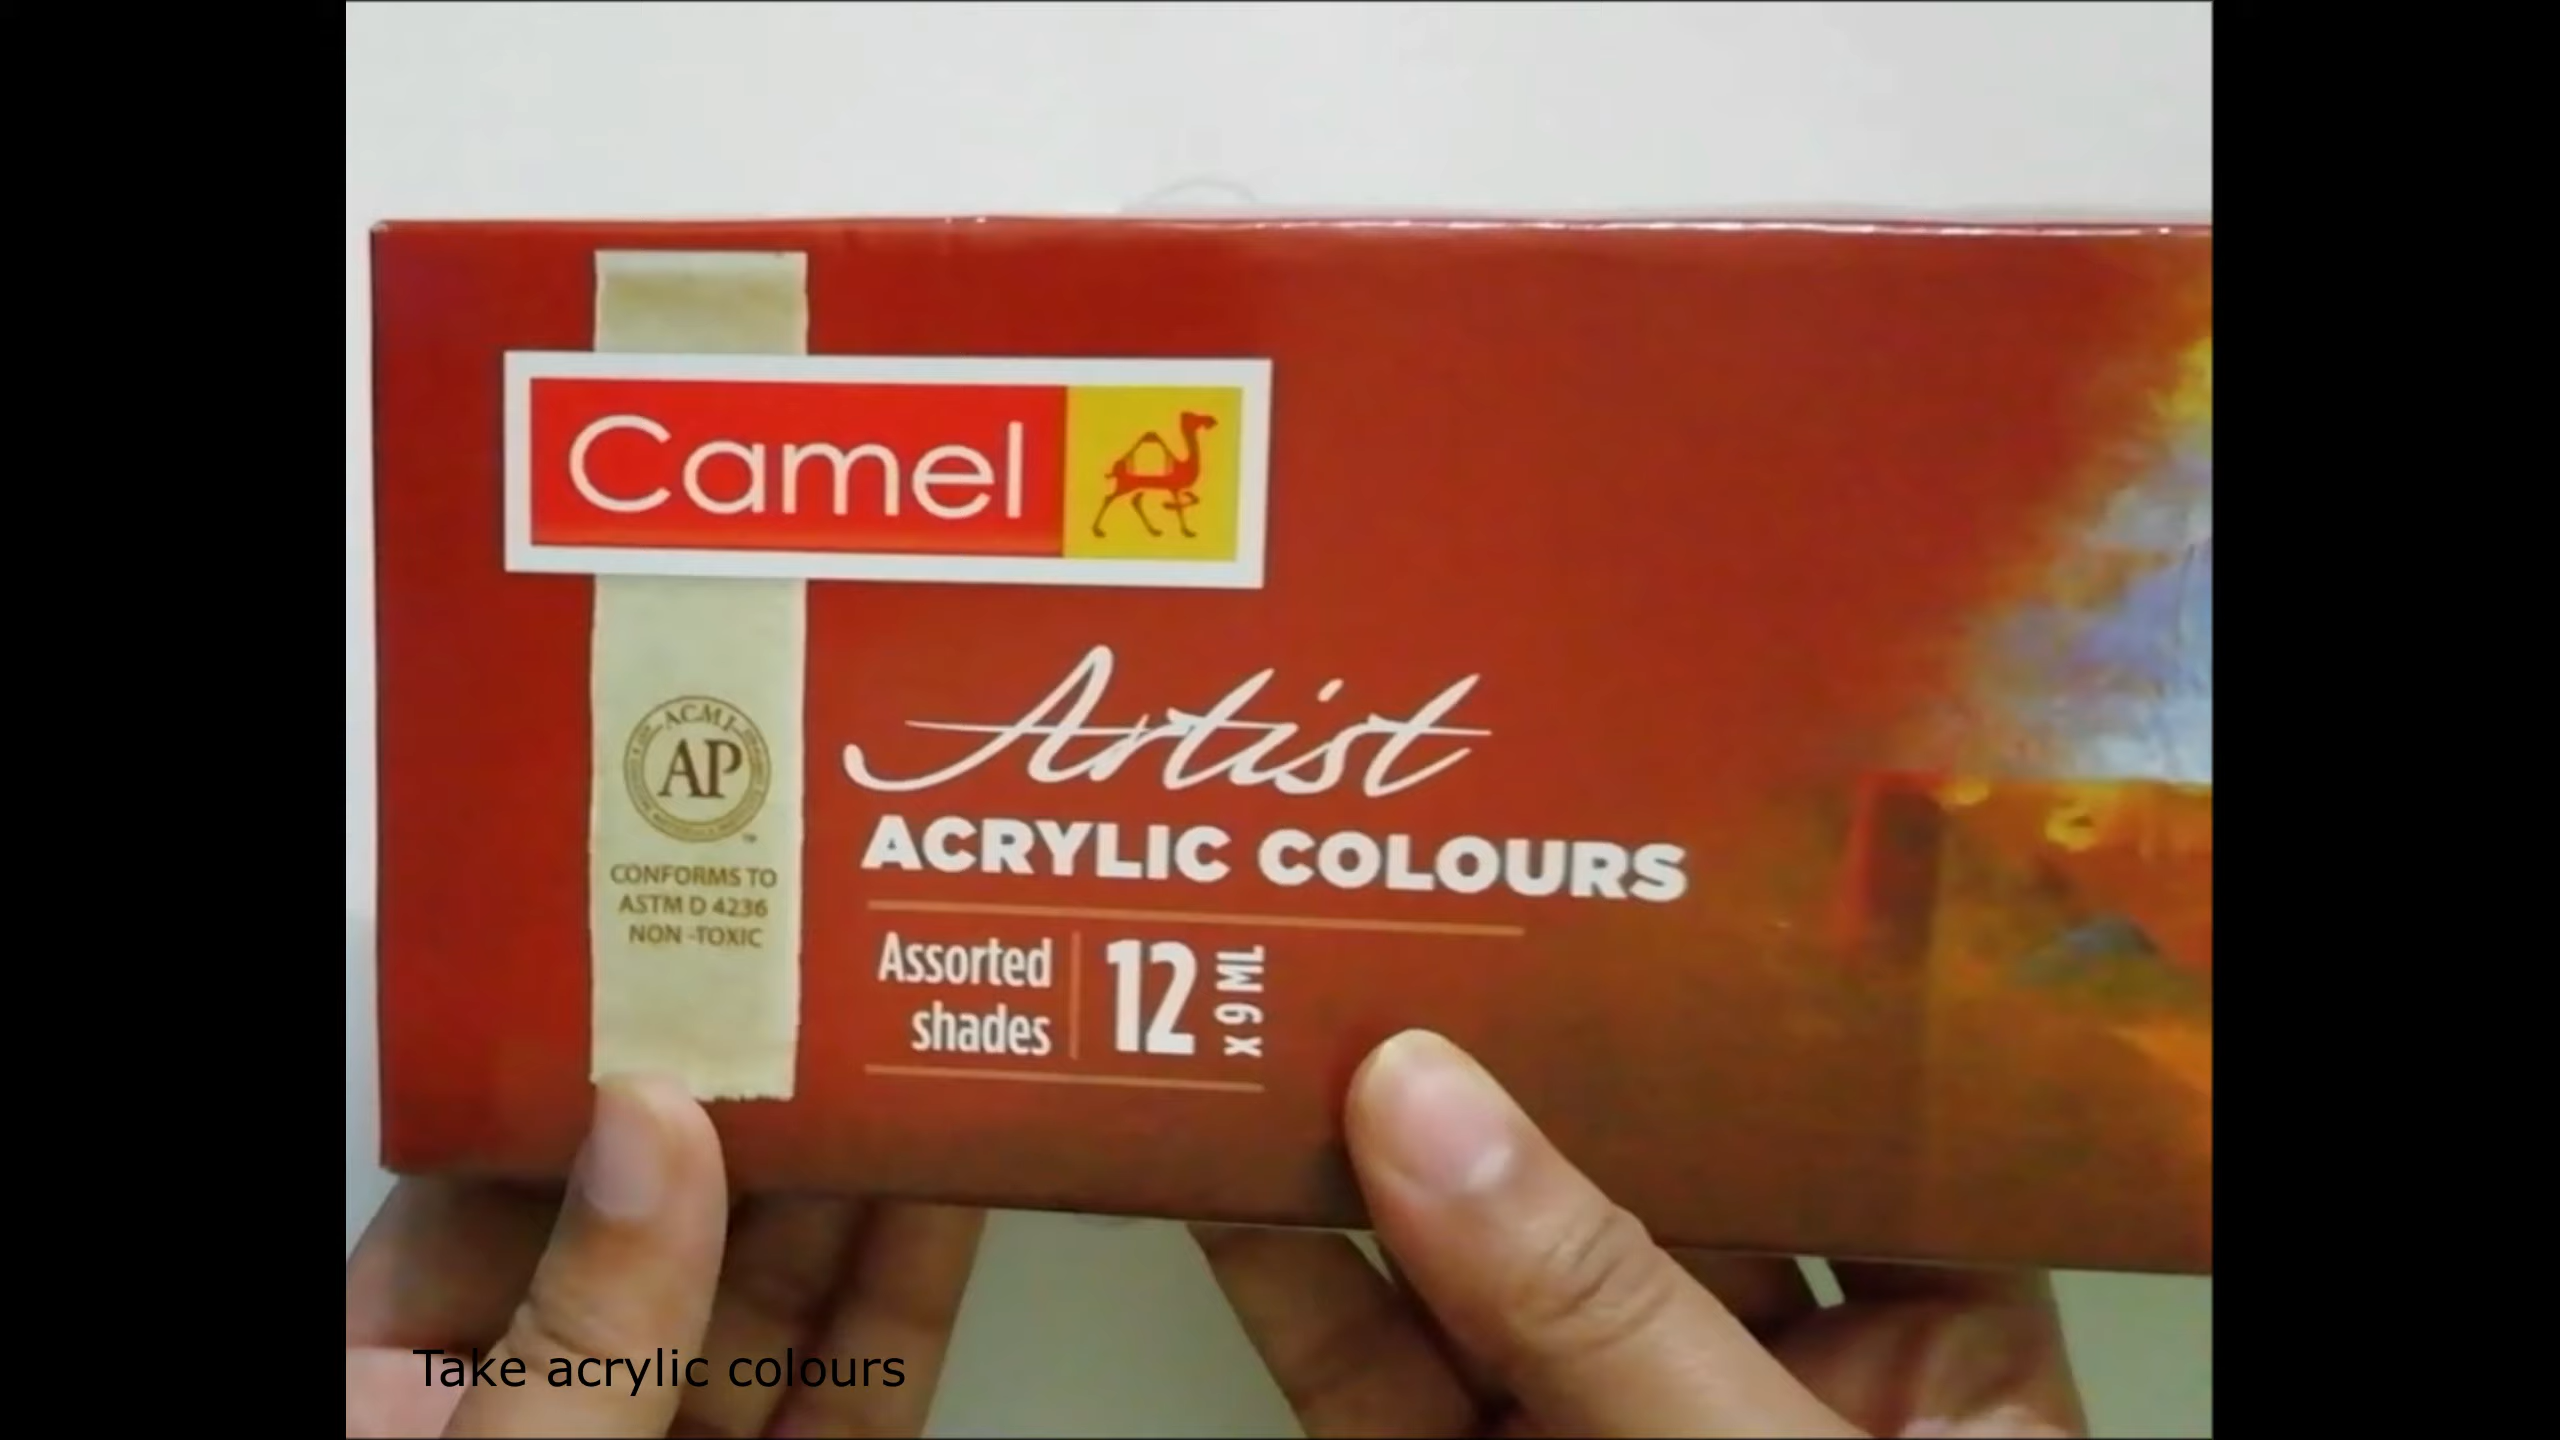 Camel
ACMI
AP
TM
CONFORMS TO
ASTM D 4236
NON -TOXIC
Artist
ACRYLIC COLOURS
Assorted
shades
12
x 9 ML
Take acrylic colours